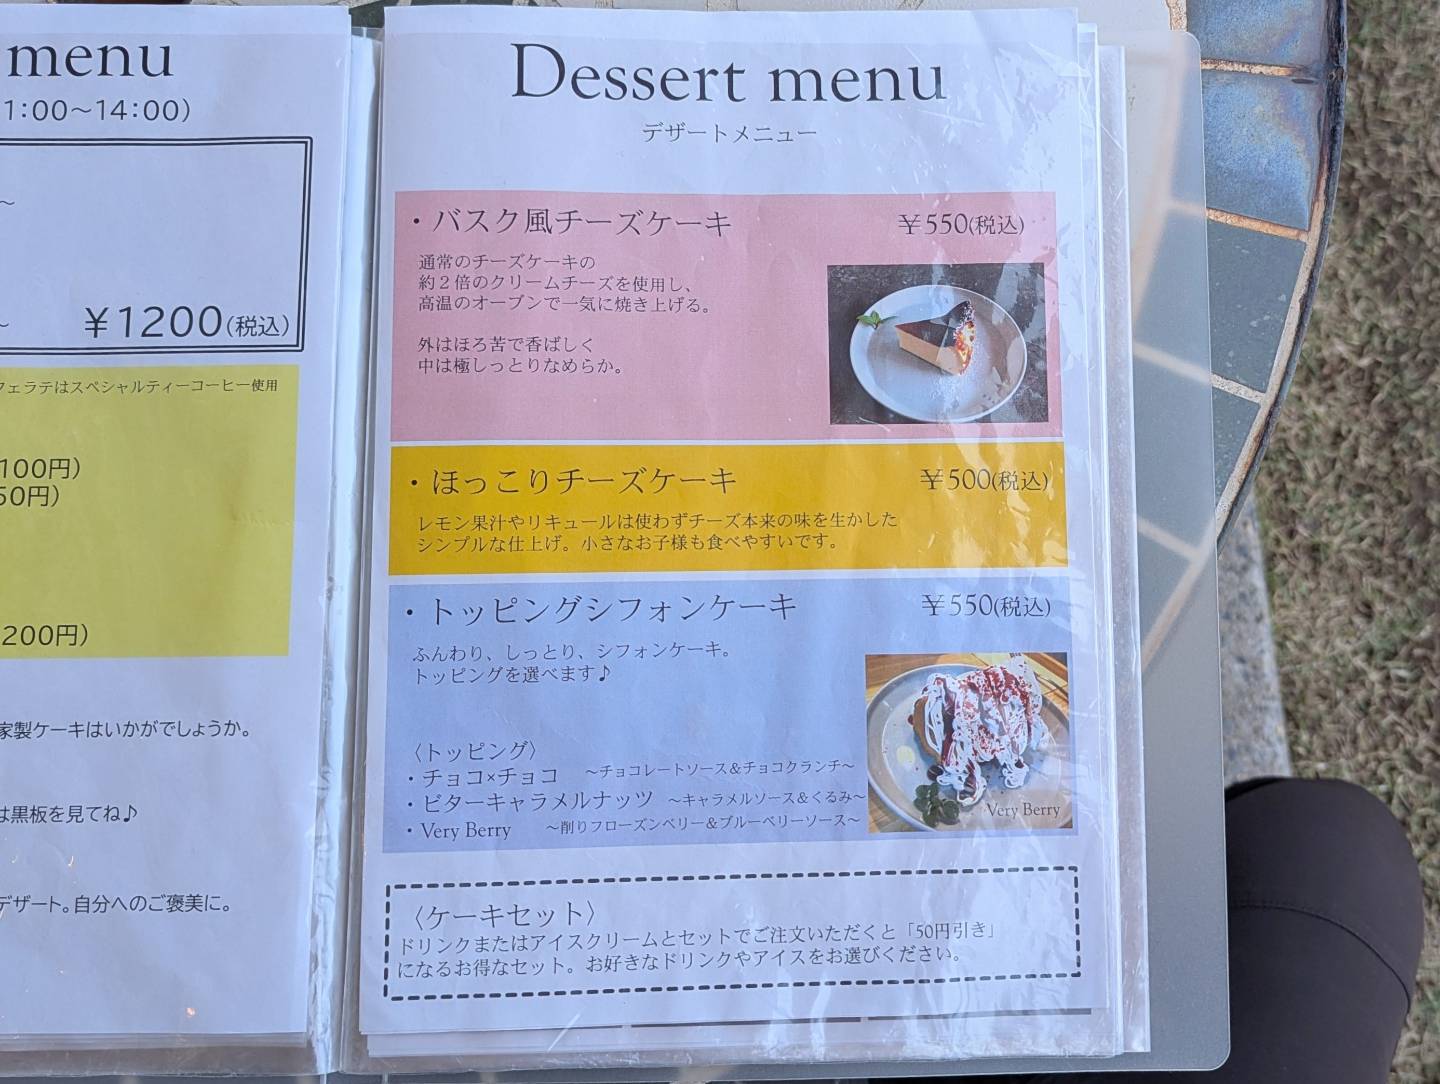 menu
1:00～14:00)
～
～ ￥1200(税込)
フェラテはスペシャルティーコーヒー使用
100円)
50円)
200円)
家製ケーキはいかがでしょうか。
は黒板を見てね♪
デザート。自分へのご褒美に。
Dessert menu
デザートメニュー
・バスク風チーズケーキ ￥550(税込)
通常のチーズケーキの
約２倍のクリームチーズを使用し、
高温のオーブンで一気に焼き上げる。
外はほろ苦で香ばしく
中は極しっとりなめらか。
・ほっこりチーズケーキ ￥500(税込)
レモン果汁やリキュールは使わずチーズ本来の味を生かした
シンプルな仕上げ。小さなお子様も食べやすいです。
・トッピングシフォンケーキ ￥550(税込)
ふんわり、しっとり、シフォンケーキ。
トッピングを選べます♪
〈トッピング〉
・チョコ×チョコ ～チョコレートソース＆チョコクランチ～
・ビターキャラメルナッツ ～キャラメルソース＆くるみ～
・Very Berry ～削りフローズンベリー＆ブルーベリーソース～
Very Berry
〈ケーキセット〉
ドリンクまたはアイスクリームとセットでご注文いただくと「50円引き」
になるお得なセット。お好きなドリンクやアイスをお選びください。